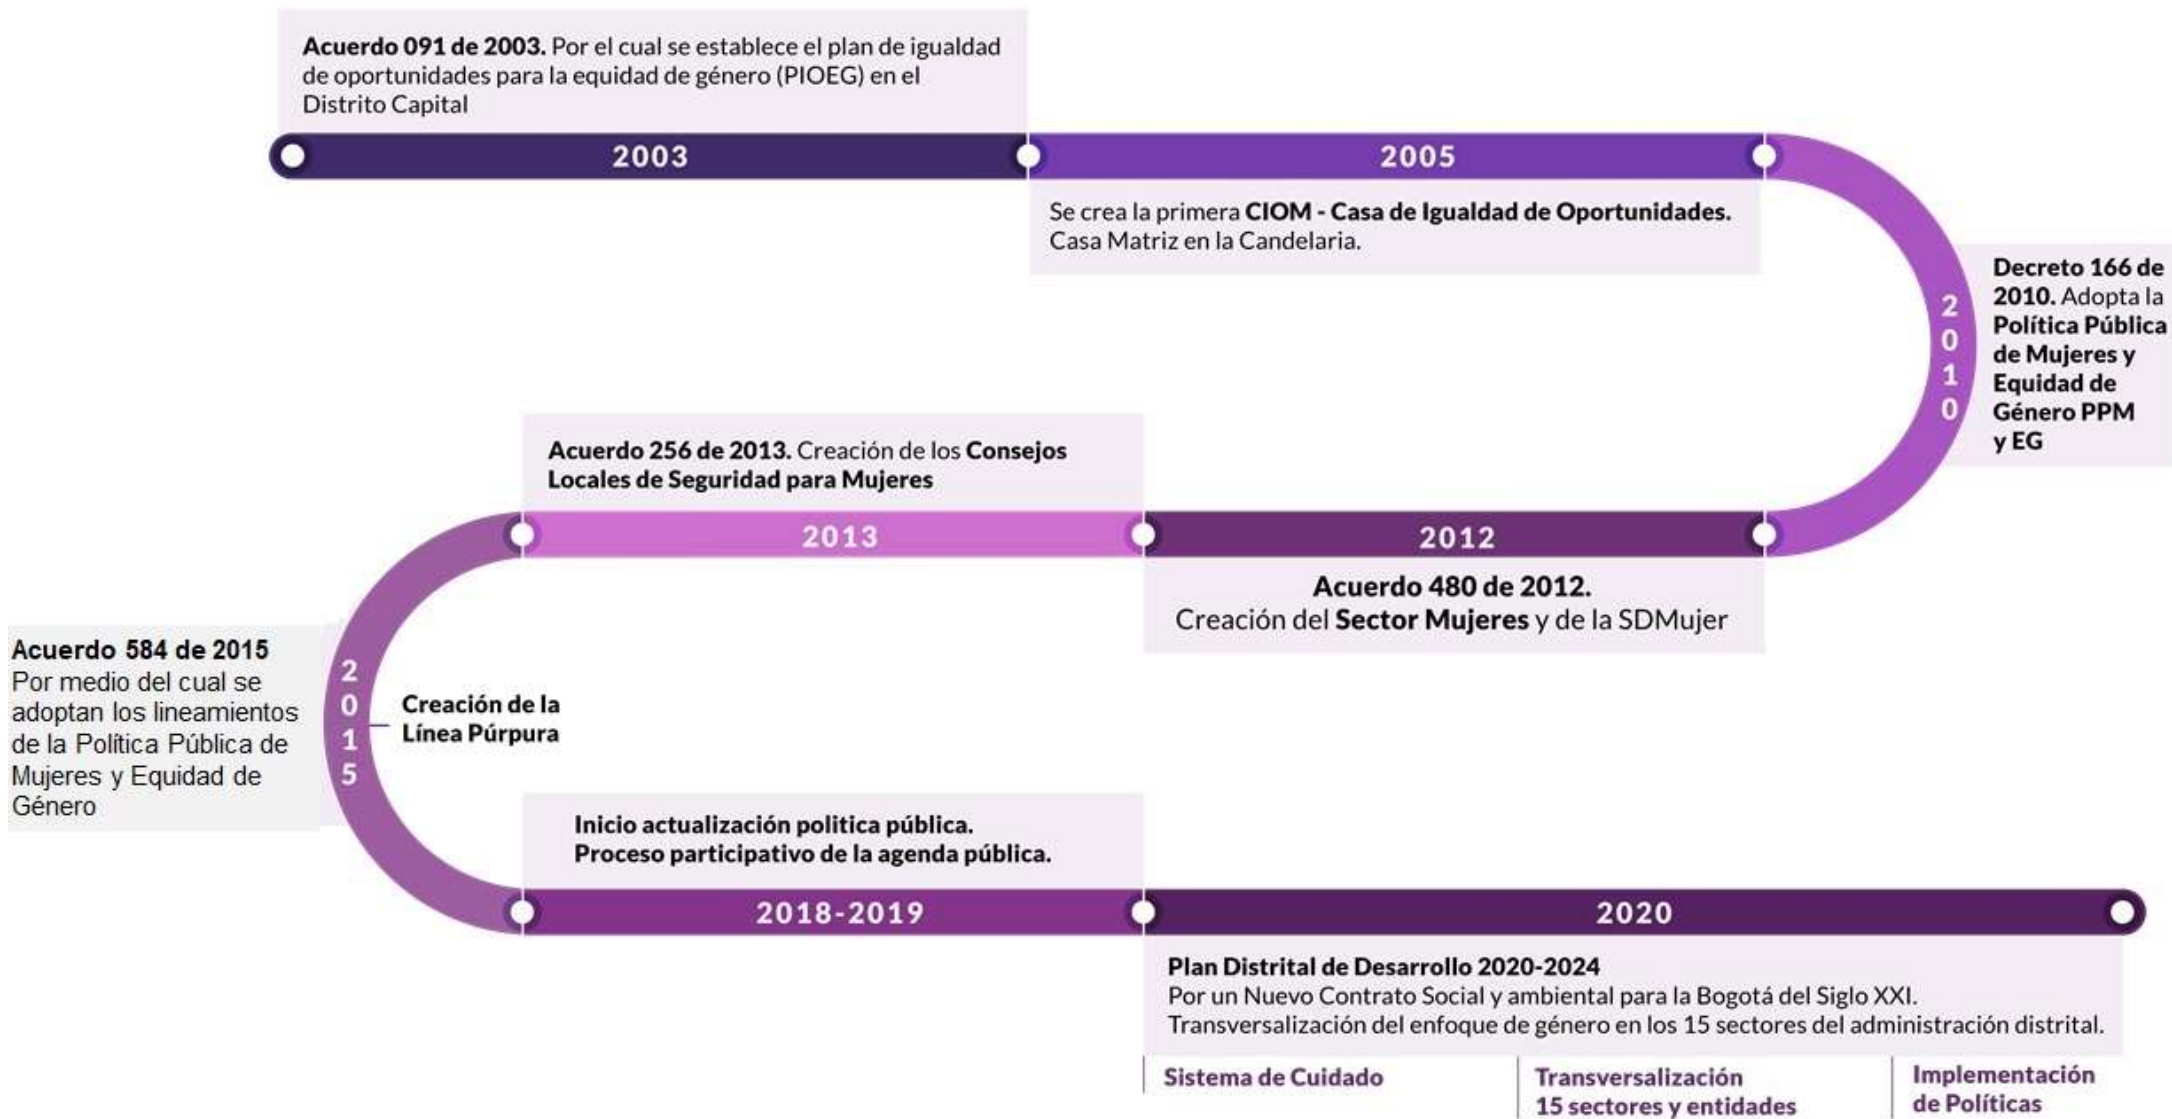 Acuerdo 091 de 2003. Por el cual se establece el plan de igualdad
de oportunidades para la equidad de género (PIOEG) en el
Distrito Capital
2003
2005
Se crea la primera CIOM - Casa de Igualdad de Oportunidades.
Casa Matriz en la Candelaria.
2010
Decreto 166 de
2010. Adopta la
Política Pública
de Mujeres y
Equidad de
Género PPM
y EG
2012
Acuerdo 480 de 2012.
Creación del Sector Mujeres y de la SDMujer
Acuerdo 256 de 2013. Creación de los Consejos
Locales de Seguridad para Mujeres
2013
Acuerdo 584 de 2015
Por medio del cual se
adoptan los lineamientos
de la Política Pública de
Mujeres y Equidad de
Género
2015
Creación de la
Línea Púrpura
Inicio actualización politica pública.
Proceso participativo de la agenda pública.
2018-2019
2020
Plan Distrital de Desarrollo 2020-2024
Por un Nuevo Contrato Social y ambiental para la Bogotá del Siglo XXI.
Transversalización del enfoque de género en los 15 sectores del administración distrital.
Sistema de Cuidado
Transversalización
15 sectores y entidades
Implementación
de Políticas